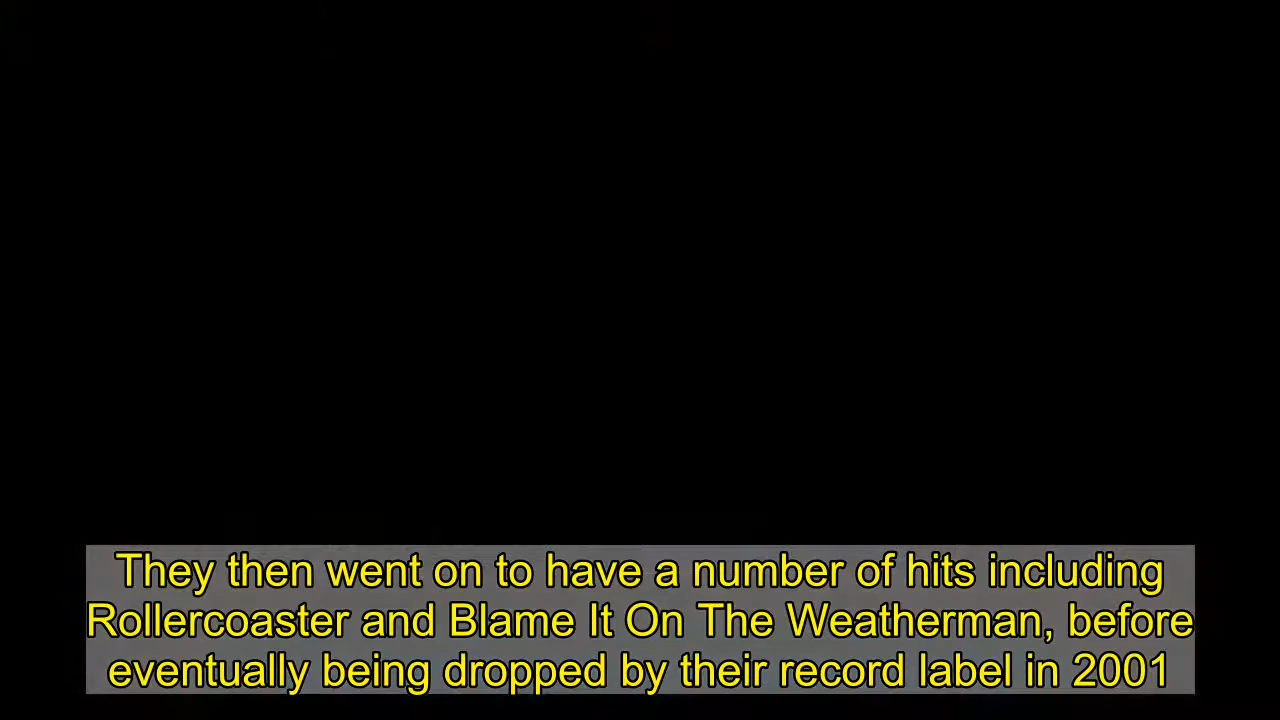 They then went on to have a number of hits including
Rollercoaster and Blame It On The Weatherman, before
eventually being dropped by their record label in 2001